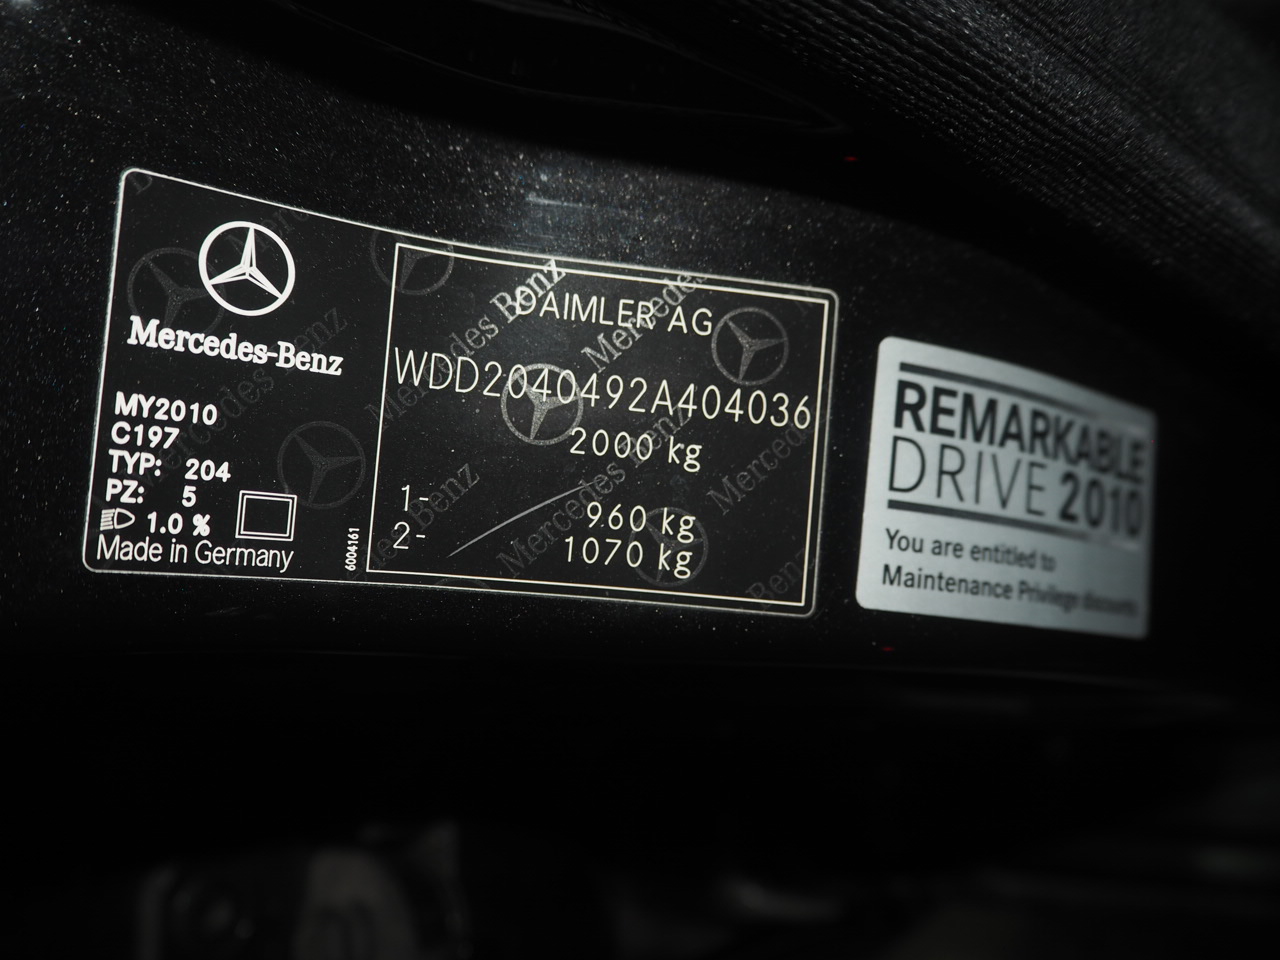 Mercedes-Benz
MY2010
C197
TYP: 204
PZ: 5
1.0 %
Made in Germany
6004161
DAIMLER AG
WDD2040492A404036
2000 kg
1- 960 kg
2- 1070 kg
REMARKABLE
DRIVE 2010
You are entitled to
Maintenance Privilege discounts